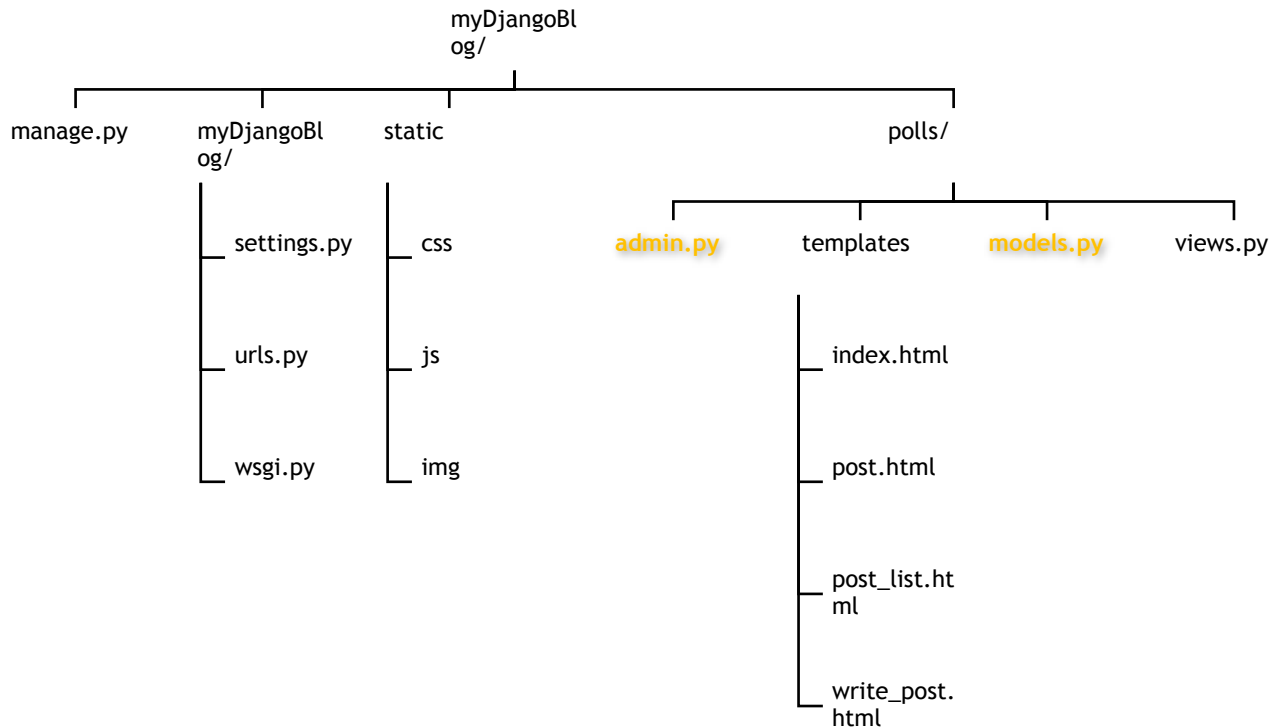 myDjangoBl
og/
manage.py
myDjangoBl
og/
static
polls/
settings.py
css
admin.py
templates
models.py
views.py
urls.py
js
index.html
wsgi.py
img
post.html
post_list.ht
ml
write_post.
html